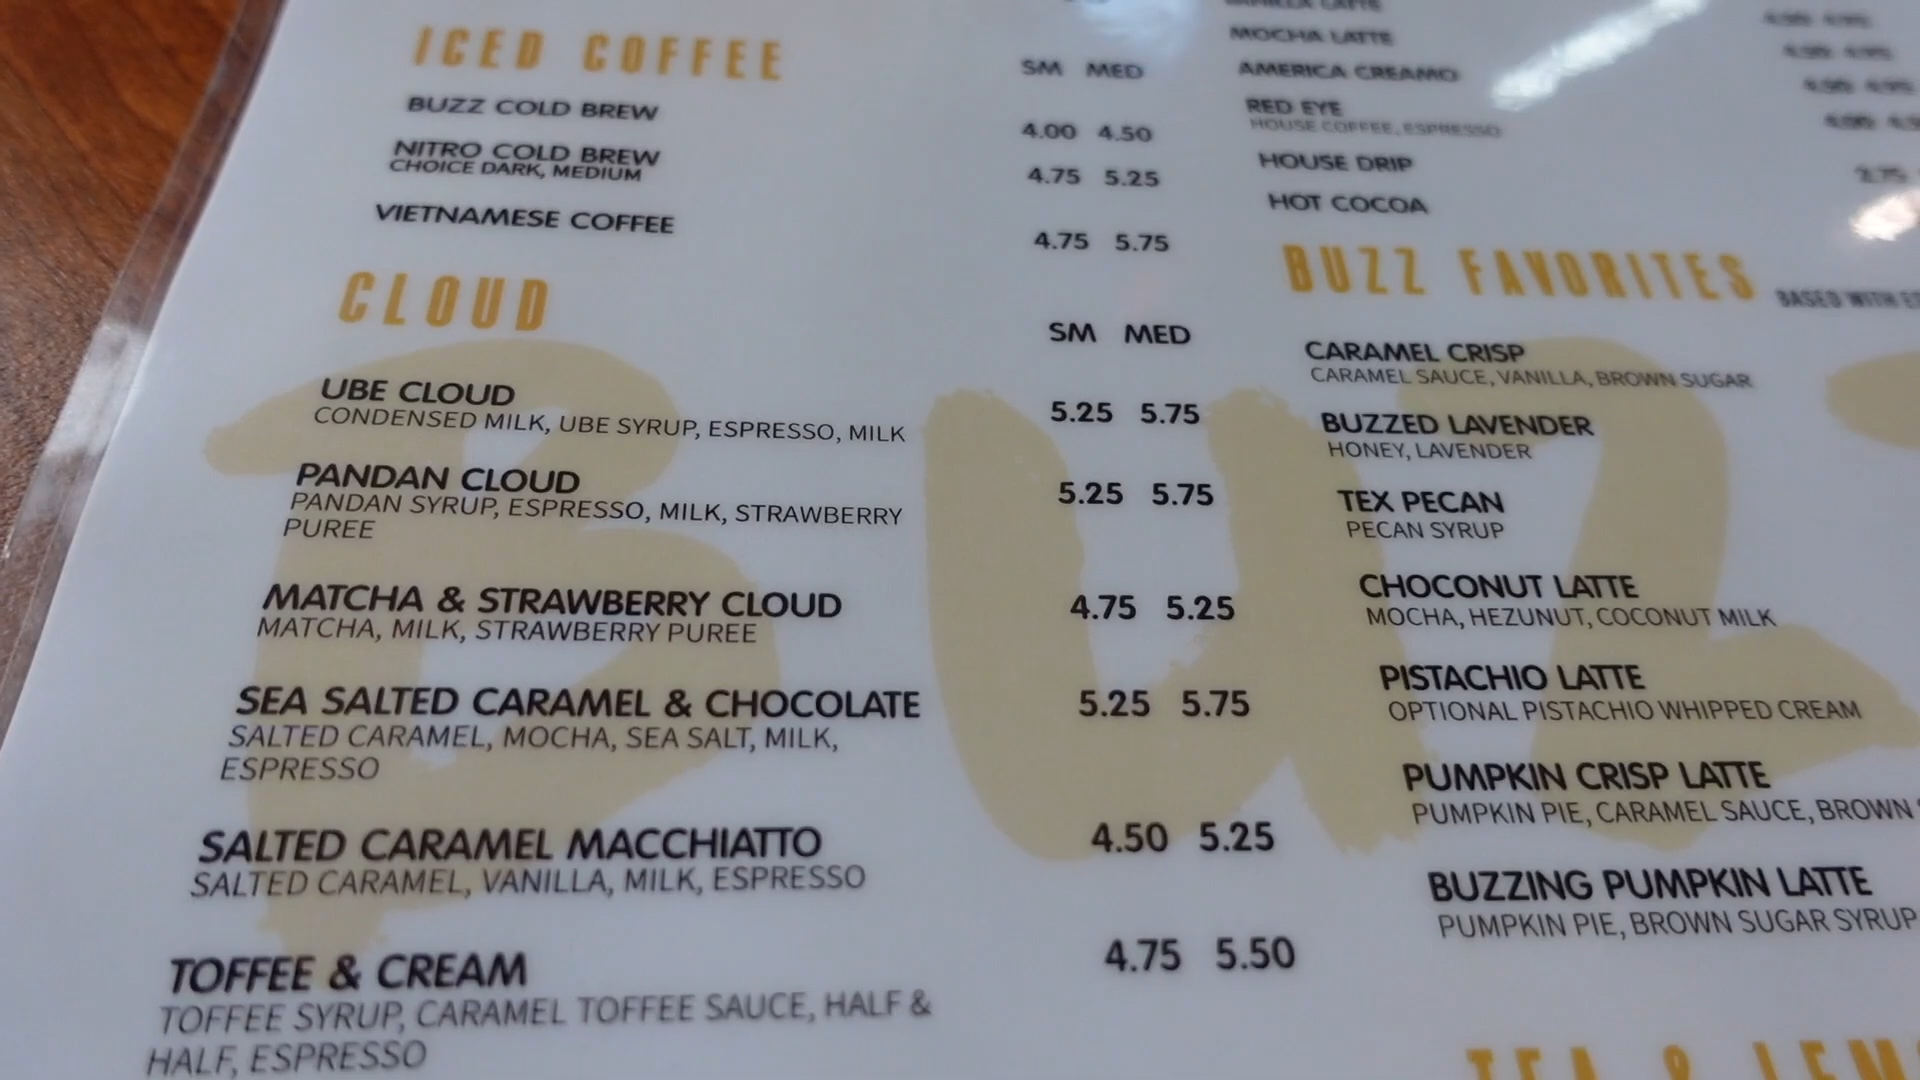 ICED COFFEE
SM MED
BUZZ COLD BREW
4.00 4.50
NITRO COLD BREW
CHOICE DARK, MEDIUM
4.75 5.25
VIETNAMESE COFFEE
4.75 5.75
CLOUD
SM MED
UBE CLOUD
5.25 5.75
CONDENSED MILK, UBE SYRUP, ESPRESSO, MILK
PANDAN CLOUD
5.25 5.75
PANDAN SYRUP, ESPRESSO, MILK, STRAWBERRY
PUREE
MATCHA & STRAWBERRY CLOUD
4.75 5.25
MATCHA, MILK, STRAWBERRY PUREE
SEA SALTED CARAMEL & CHOCOLATE
5.25 5.75
SALTED CARAMEL, MOCHA, SEA SALT, MILK,
ESPRESSO
SALTED CARAMEL MACCHIATTO
4.50 5.25
SALTED CARAMEL, VANILLA, MILK, ESPRESSO
TOFFEE & CREAM
4.75 5.50
TOFFEE SYRUP, CARAMEL TOFFEE SAUCE, HALF &
HALF, ESPRESSO
VANILLA LATTE
MOCHA LATTE
AMERICA CREAMO
RED EYE
HOUSE COFFEE, ESPRESSO
HOUSE DRIP
2.75
HOT COCOA
BUZZ FAVORITES
BASED WITH
CARAMEL CRISP
CARAMEL SAUCE, VANILLA, BROWN SUGAR
BUZZED LAVENDER
HONEY, LAVENDER
TEX PECAN
PECAN SYRUP
CHOCONUT LATTE
MOCHA, HEZUNUT, COCONUT MILK
PISTACHIO LATTE
OPTIONAL PISTACHIO WHIPPED CREAM
PUMPKIN CRISP LATTE
PUMPKIN PIE, CARAMEL SAUCE, BROWN
BUZZING PUMPKIN LATTE
PUMPKIN PIE, BROWN SUGAR SYRUP
TEA &